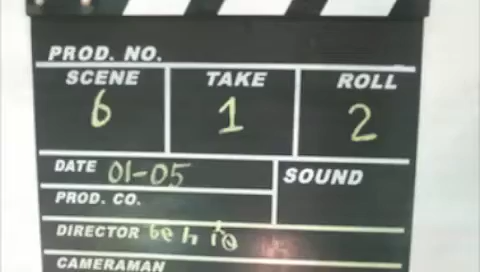 PROD. NO.
SCENE TAKE ROLL
6 1 2
DATE 01-05 SOUND
PROD. CO.
DIRECTOR
CAMERAMAN